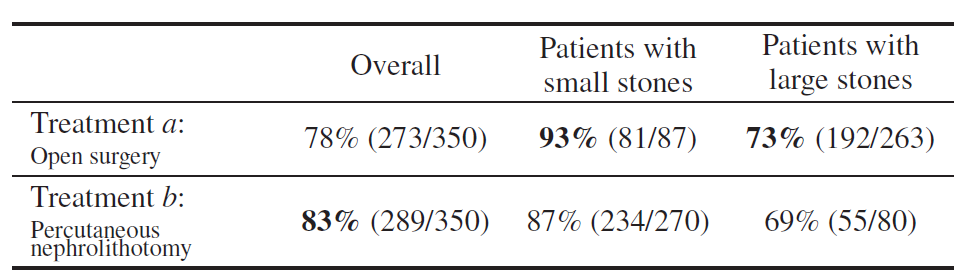 Overall
Patients with
small stones
Patients with
large stones
Treatment a:
Open surgery
78% (273/350)
93% (81/87)
73% (192/263)
Treatment b:
Percutaneous
nephrolithotomy
83% (289/350)
87% (234/270)
69% (55/80)